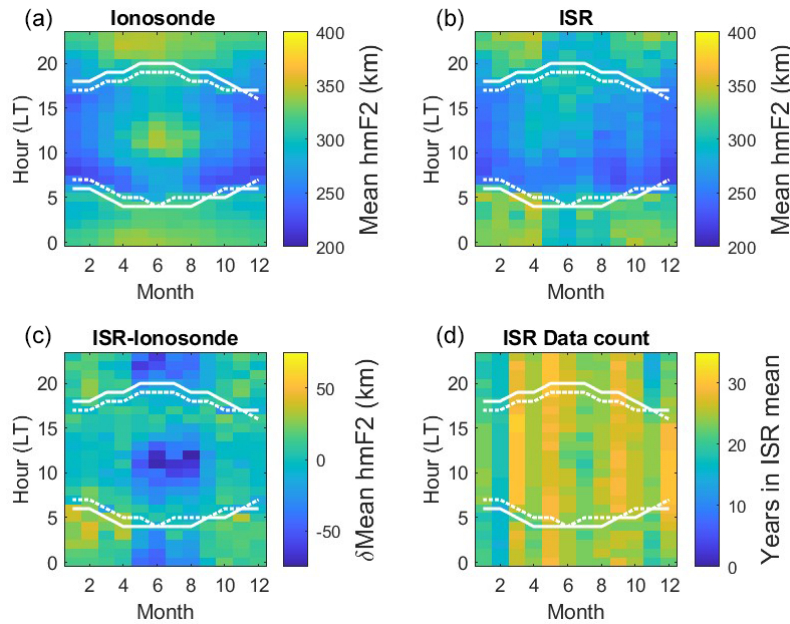 (a) Ionosonde
20
15
10
5
0
Hour (LT)
2 4 6 8 10 12
Month
400
350
300
250
200
Mean hmF2 (km)
(b) ISR
20
15
10
5
0
Hour (LT)
2 4 6 8 10 12
Month
400
350
300
250
200
Mean hmF2 (km)
(c) ISR-Ionosonde
20
15
10
5
0
Hour (LT)
2 4 6 8 10 12
Month
50
0
-50
δMean hmF2 (km)
(d) ISR Data count
20
15
10
5
0
Hour (LT)
2 4 6 8 10 12
Month
30
20
10
0
Years in ISR mean